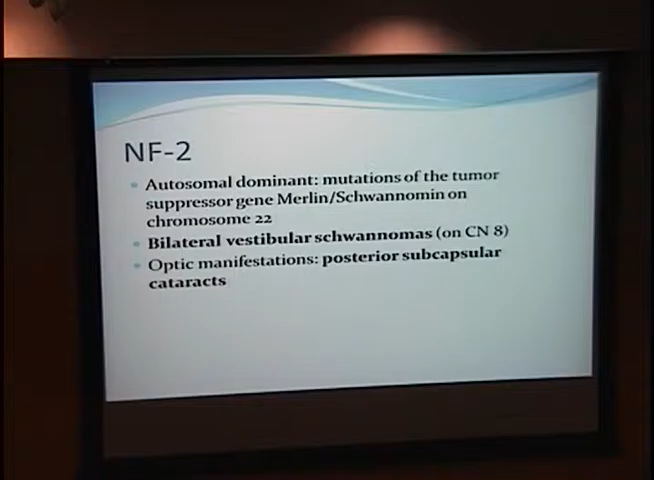 NF-2
Autosomal dominant: mutations of the tumor
suppressor gene Merlin/Schwannomin on
chromosome 22
Bilateral vestibular schwannomas (on CN 8)
Optic manifestations: posterior subcapsular
cataracts